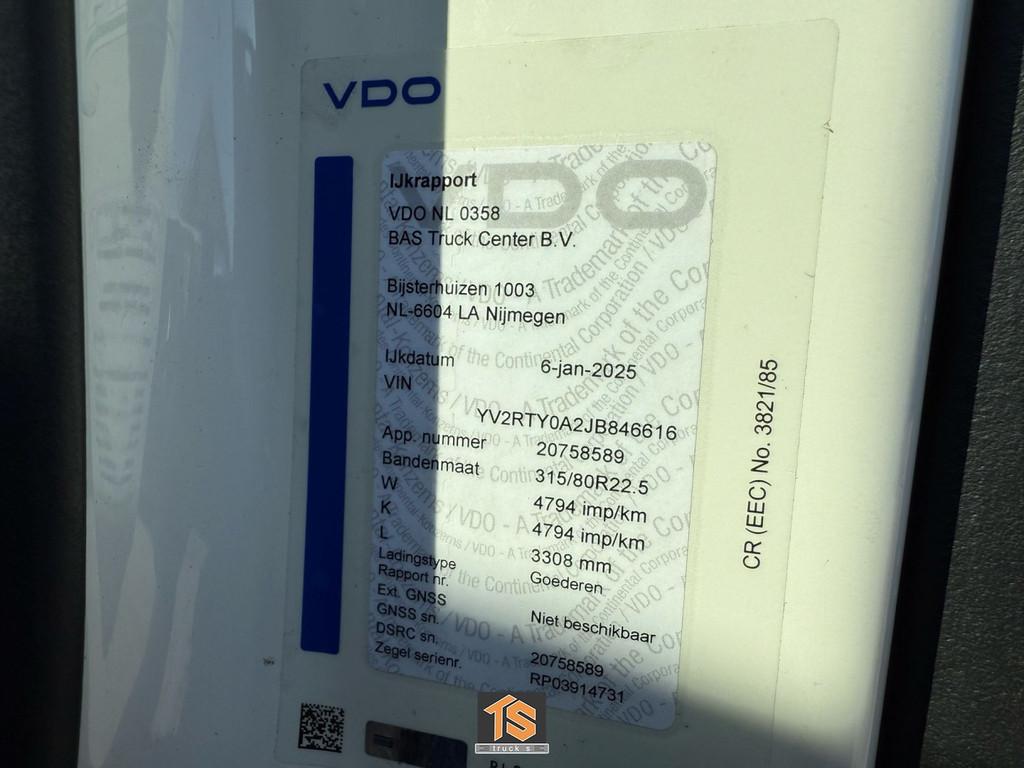 VDO
IJkrapport
VDO NL 0358
BAS Truck Center B.V.
Bijsterhuizen 1003
NL-6604 LA Nijmegen
IJkdatum 6-jan-2025
VIN
YV2RTY0A2JB846616
App. nummer 20758589
Bandenmaat 315/80R22.5
W 4794 imp/km
K 4794 imp/km
L 3308 mm
Ladingstype Goederen
Rapport nr.
Ext. GNSS Niet beschikbaar
GNSS sn.
DSRC sn. 20758589
Zegel serienr. RP03914731
CR (EEC) No. 3821/85
TS
trucks